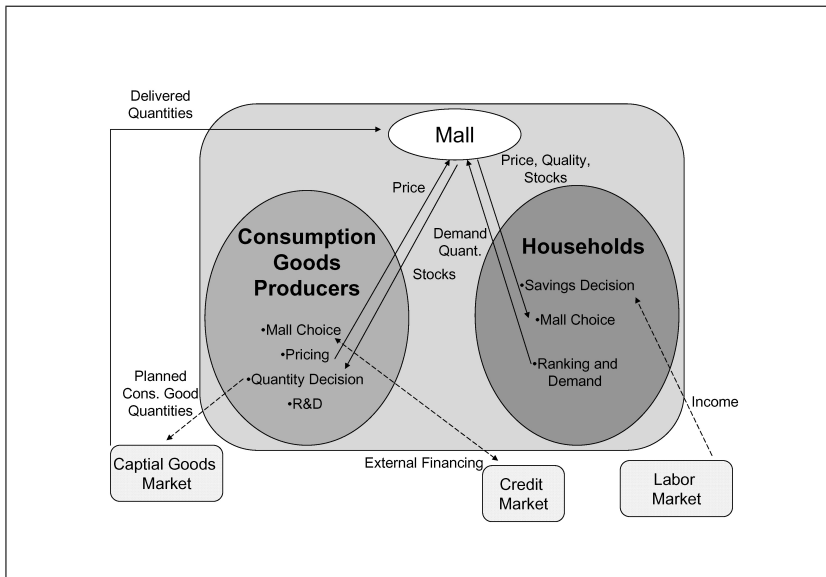 Delivered
Quantities
Mall
Price, Quality,
Stocks
Price
Demand
Quant.
Stocks
Consumption
Goods
Producers
•Mall Choice
•Pricing
•Quantity Decision
•R&D
Households
•Savings Decision
•Mall Choice
•Ranking and
Demand
Planned
Cons. Good
Quantities
Income
External Financing
Captial Goods
Market
Credit
Market
Labor
Market